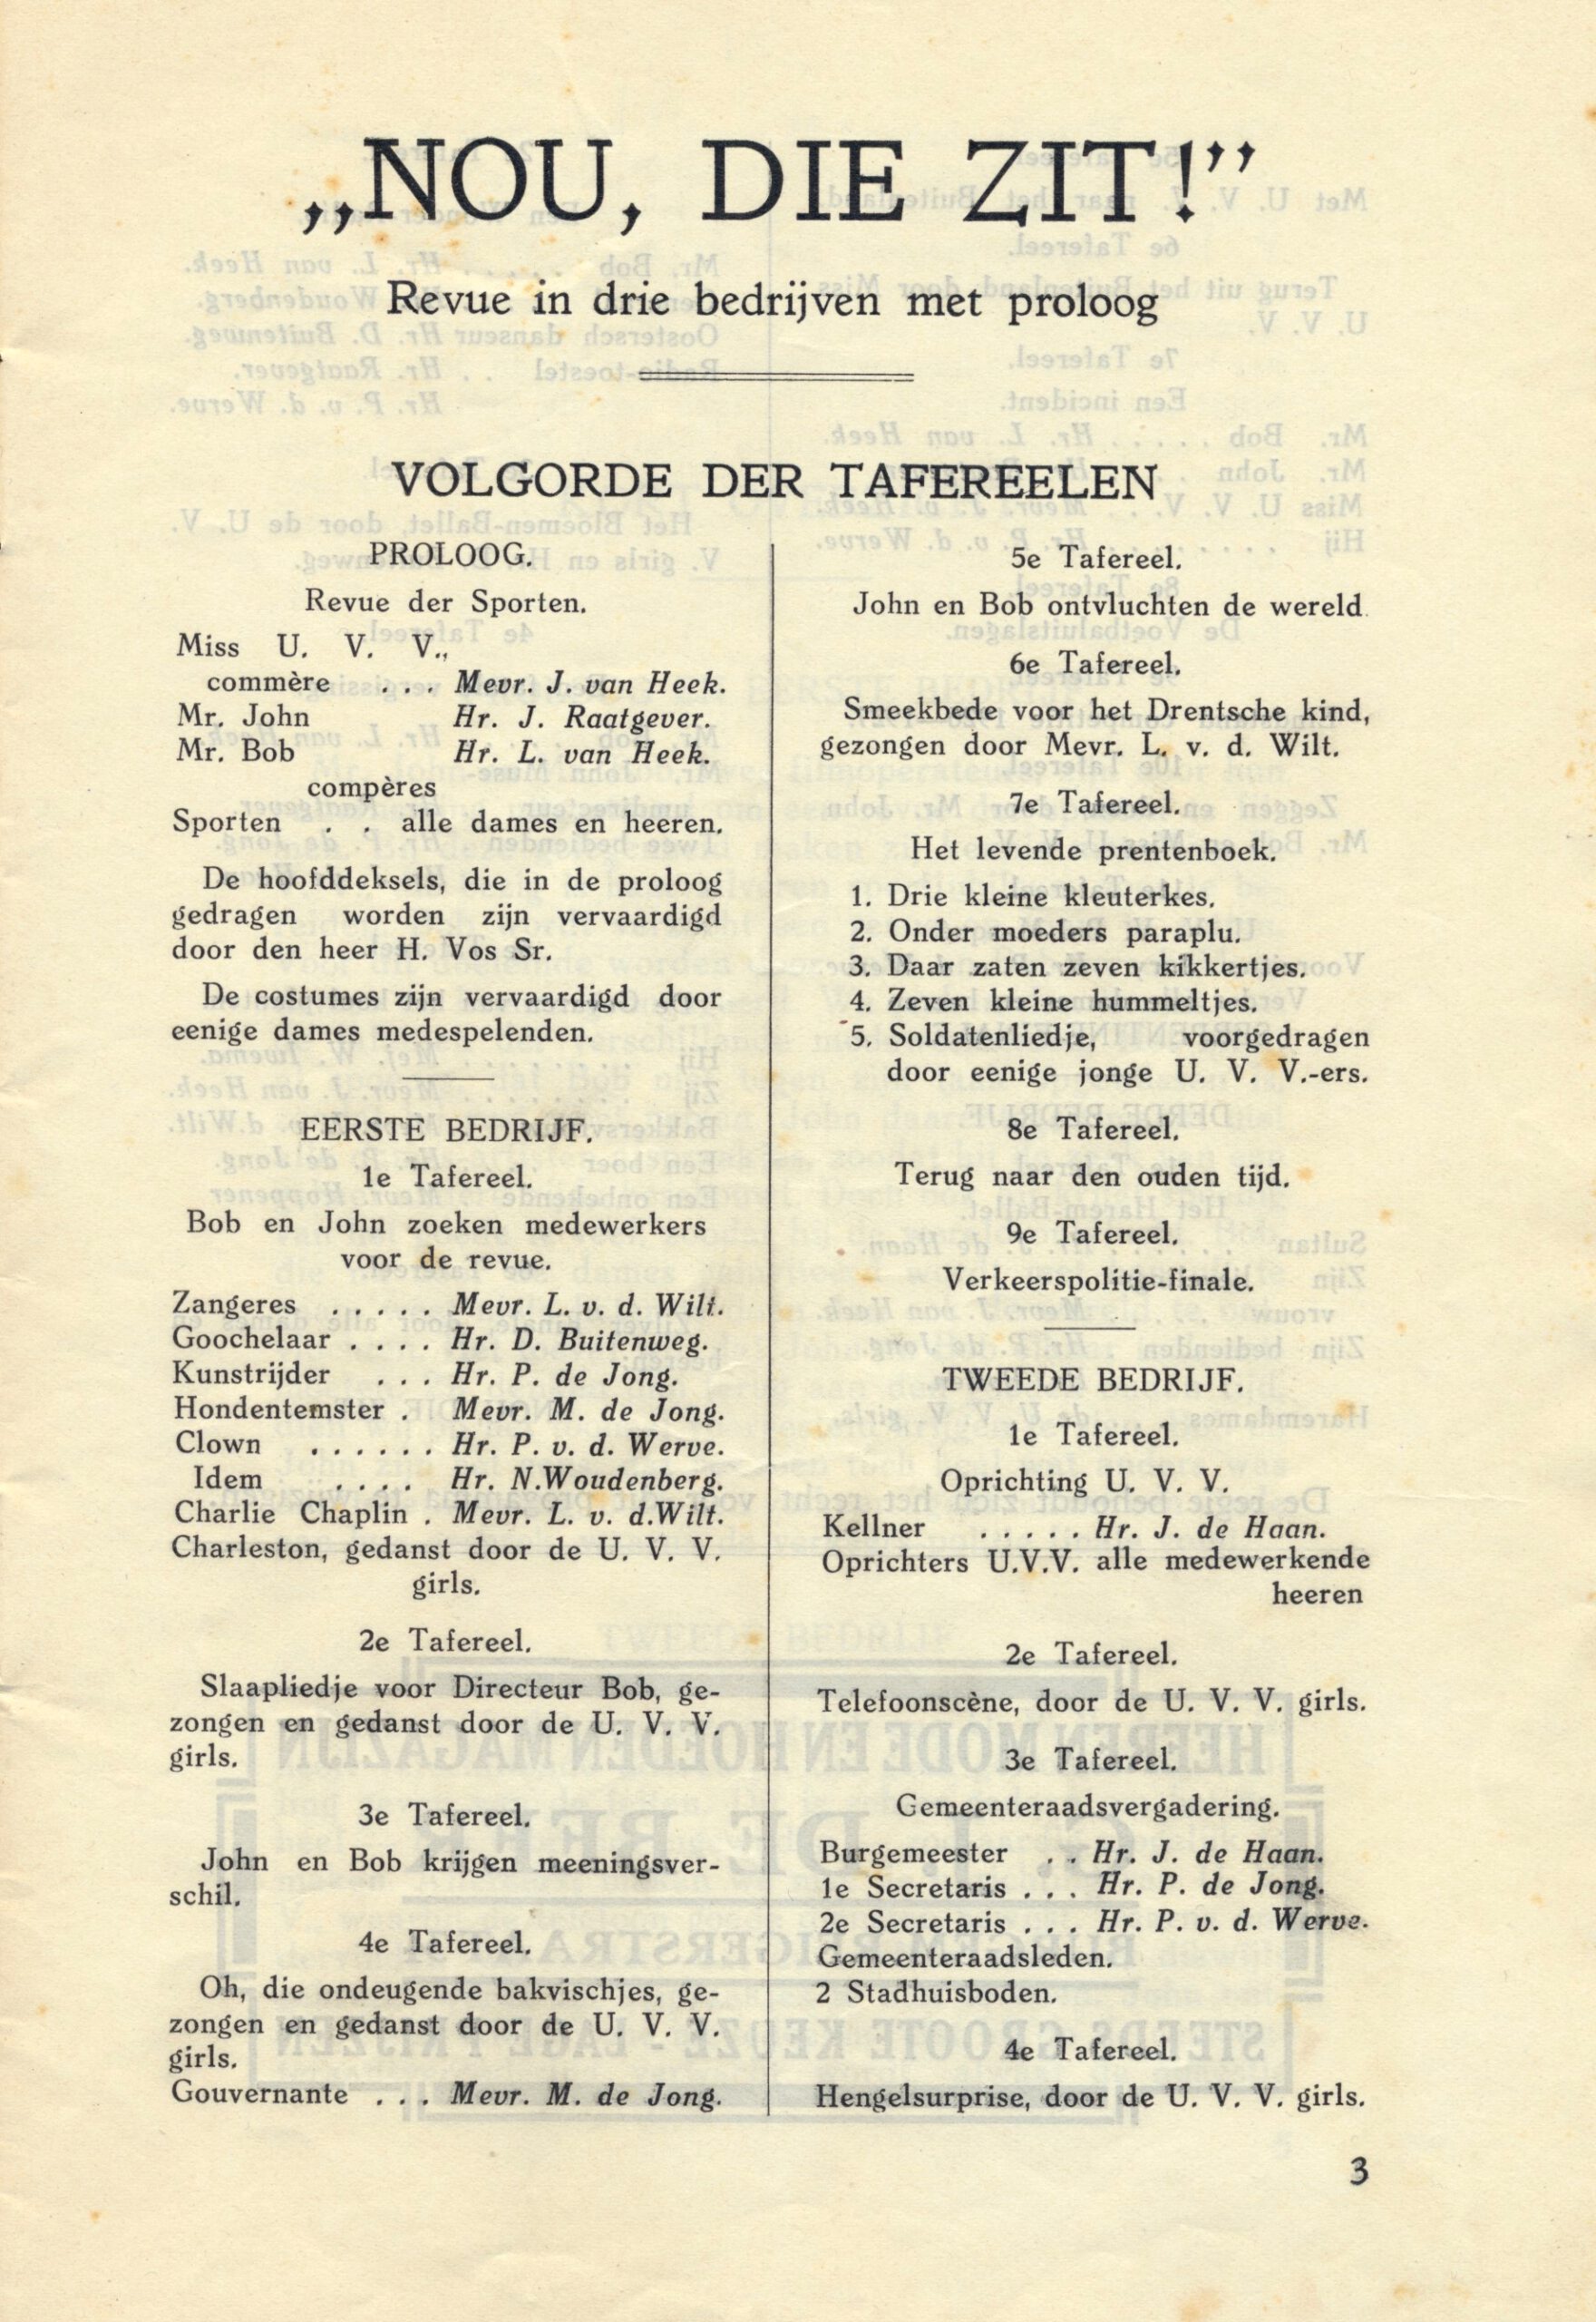 „NOU, DIE ZIT!”
Revue in drie bedrijven met proloog
VOLGORDE DER TAFEREELEN
PROLOOG.
Revue der Sporten.
Miss U. V. V.,
commère . . . Mevr. J. van Heek.
Mr. John Hr. J. Raatgever.
Mr. Bob Hr. L. van Heek.
compères
Sporten . . alle dames en heeren.
De hoofddeksels, die in de proloog
gedragen worden zijn vervaardigd
door den heer H. Vos Sr.
De costumes zijn vervaardigd door
eenige dames medespelenden.
EERSTE BEDRIJF.
1e Tafereel.
Bob en John zoeken medewerkers
voor de revue.
Zangeres . . . . . Mevr. L. v. d. Wilt.
Goochelaar . . . . Hr. D. Buitenweg.
Kunstrijder . . . Hr. P. de Jong.
Hondentemster . Mevr. M. de Jong.
Clown . . . . . . Hr. P. v. d. Werve.
Idem . . . . Hr. N.Woudenberg.
Charlie Chaplin . Mevr. L. v. d.Wilt.
Charleston, gedanst door de U. V. V.
girls.
2e Tafereel.
Slaapliedje voor Directeur Bob, ge-
zongen en gedanst door de U. V. V.
girls.
3e Tafereel.
John en Bob krijgen meeningsver-
schil.
4e Tafereel.
Oh, die ondeugende bakvischjes, ge-
zongen en gedanst door de U. V. V.
girls.
Gouvernante . . . Mevr. M. de Jong.
5e Tafereel.
John en Bob ontvluchten de wereld.
6e Tafereel.
Smeekbede voor het Drentsche kind,
gezongen door Mevr. L. v. d. Wilt.
7e Tafereel.
Het levende prentenboek.
1. Drie kleine kleuterkes.
2. Onder moeders paraplu.
3. Daar zaten zeven kikkertjes.
4. Zeven kleine hummeltjes.
5. Soldatenliedje, voorgedragen
door eenige jonge U. V. V.-ers.
8e Tafereel.
Terug naar den ouden tijd.
9e Tafereel.
Verkeerspolitie-finale.
TWEEDE BEDRIJF.
1e Tafereel.
Oprichting U. V. V.
Kellner . . . . . Hr. J. de Haan.
Oprichters U.V.V. alle medewerkende
heeren
2e Tafereel.
Telefoonscène, door de U. V. V. girls.
3e Tafereel.
Gemeenteraadsvergadering.
Burgemeester . . Hr. J. de Haan.
1e Secretaris . . . Hr. P. de Jong.
2e Secretaris . . . Hr. P. v. d. Werve.
Gemeenteraadsleden.
2 Stadhuisboden.
4e Tafereel.
Hengelsurprise, door de U. V. V. girls.
3